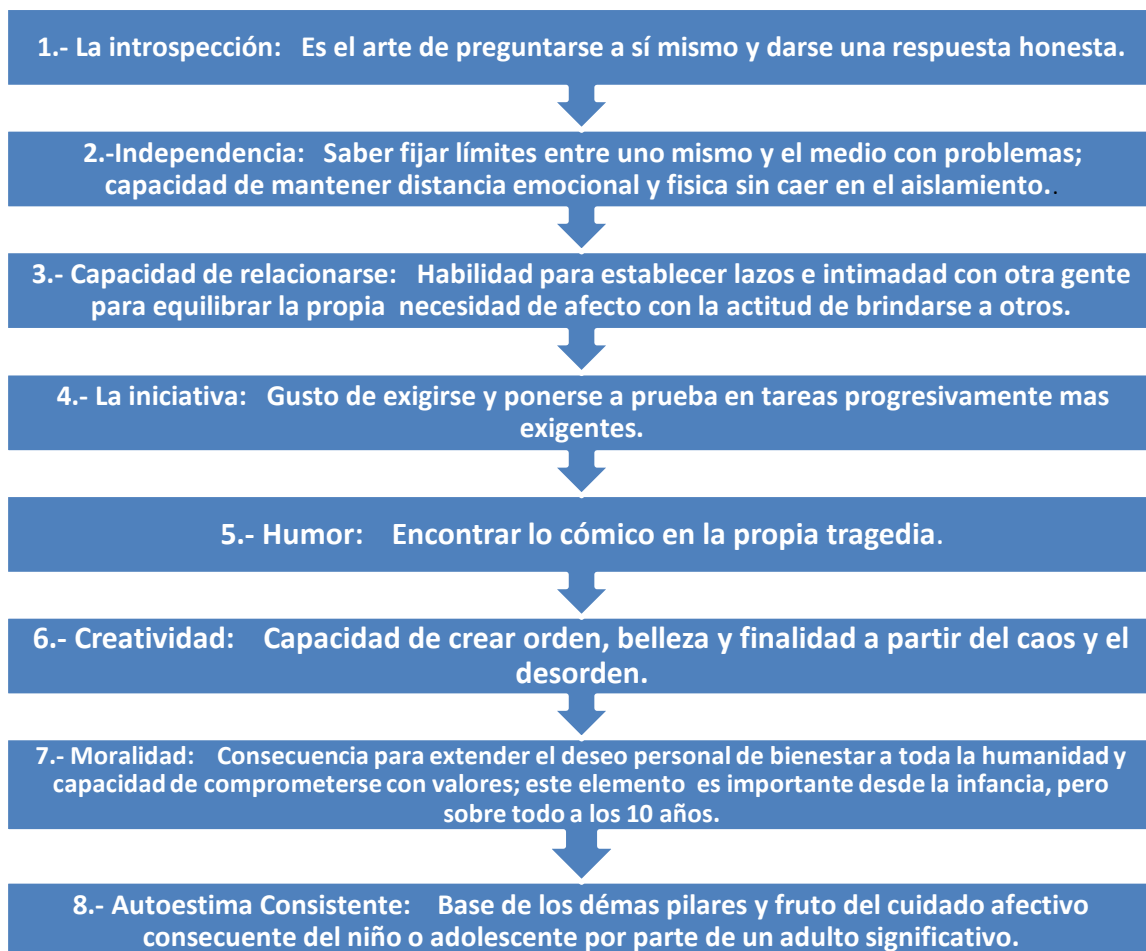 1.- La introspección: Es el arte de preguntarse a sí mismo y darse una respuesta honesta.
2.-Independencia: Saber fijar límites entre uno mismo y el medio con problemas;
capacidad de mantener distancia emocional y fisica sin caer en el aislamiento..
3.- Capacidad de relacionarse: Habilidad para establecer lazos e intimadad con otra gente
para equilibrar la propia necesidad de afecto con la actitud de brindarse a otros.
4.- La iniciativa: Gusto de exigirse y ponerse a prueba en tareas progresivamente mas
exigentes.
5.- Humor: Encontrar lo cómico en la propia tragedia.
6.- Creatividad: Capacidad de crear orden, belleza y finalidad a partir del caos y el
desorden.
7.- Moralidad: Consecuencia para extender el deseo personal de bienestar a toda la humanidad y
capacidad de comprometerse con valores; este elemento es importante desde la infancia, pero
sobre todo a los 10 años.
8.- Autoestima Consistente: Base de los démas pilares y fruto del cuidado afectivo
consecuente del niño o adolescente por parte de un adulto significativo.